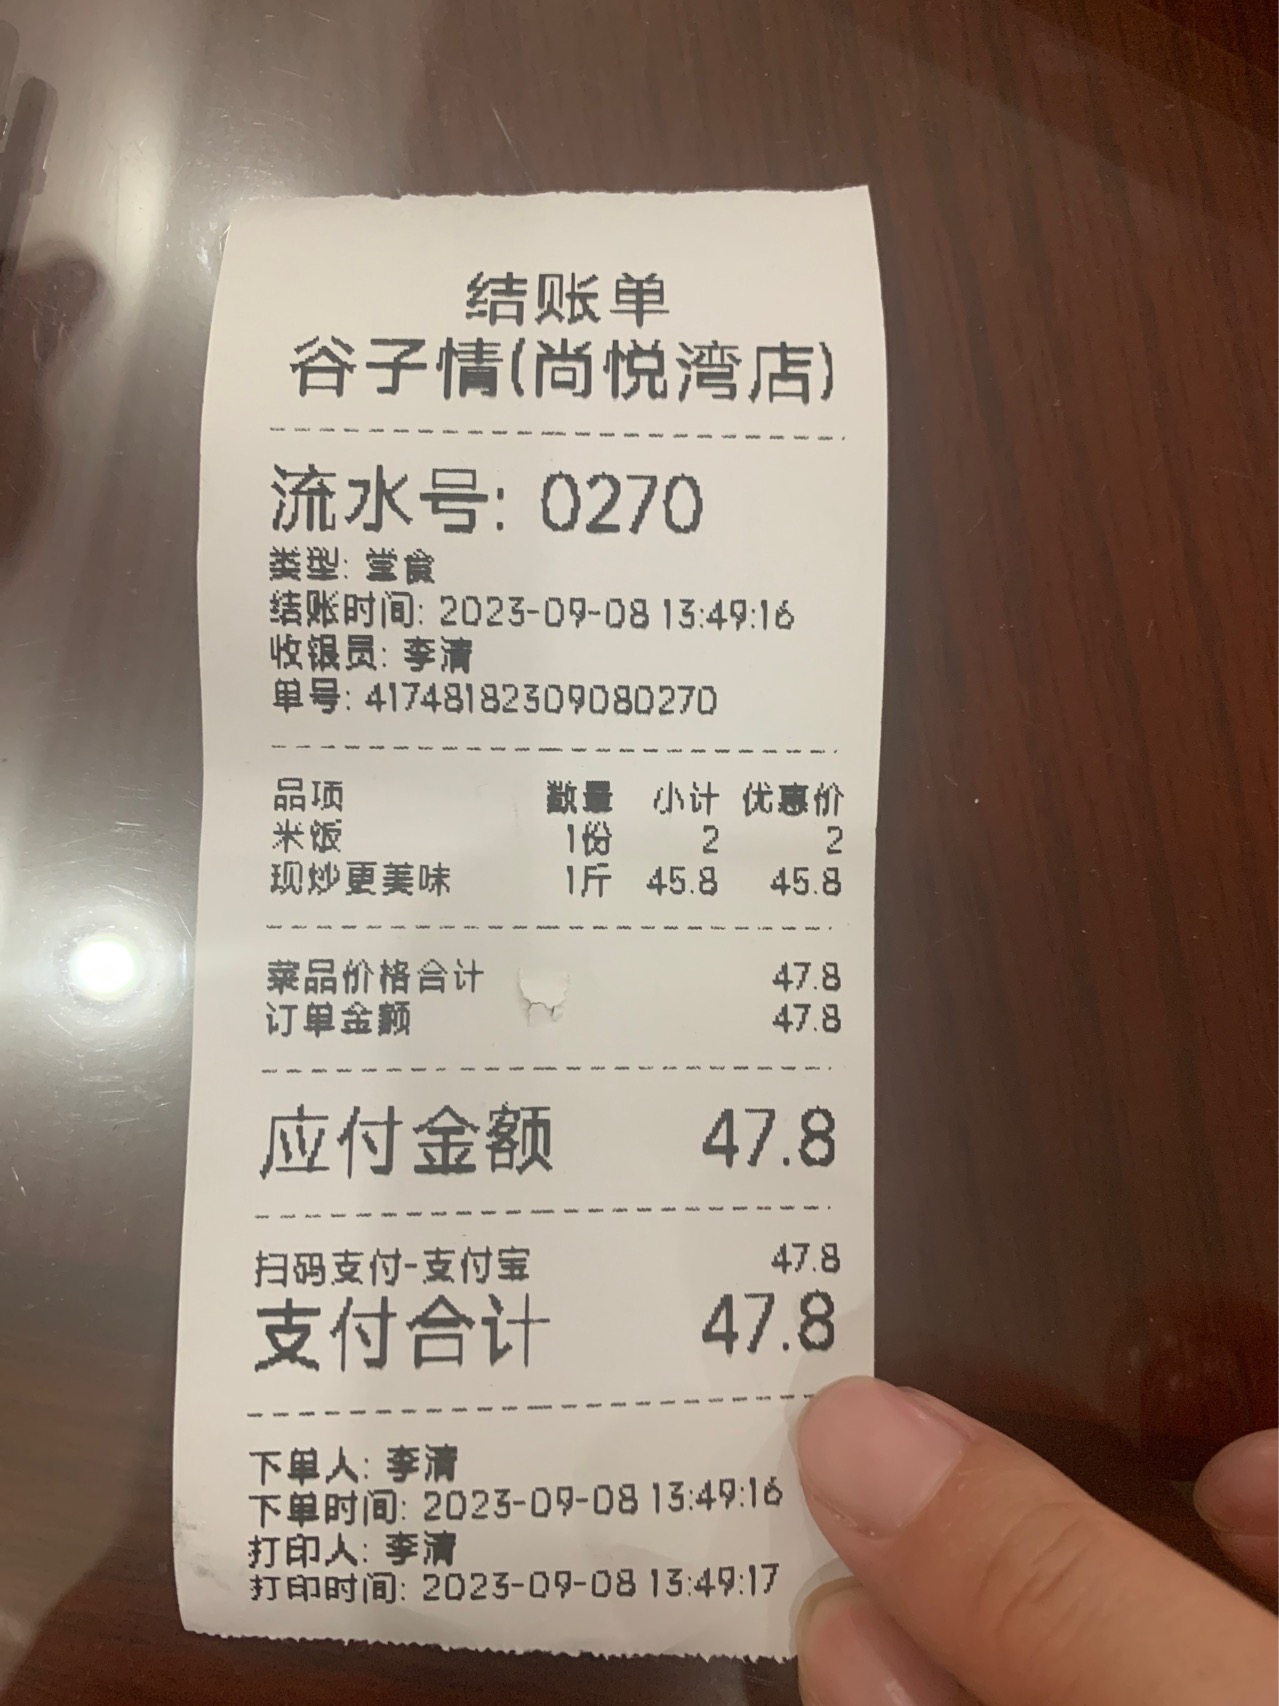 结账单
谷子情(尚悦湾店)
流水号: 0270
类型: 堂食
结账时间: 2023-09-08 13:49:16
收银员: 李清
单号: 41748182309080270
品项 数量 小计 优惠价
米饭 1份 2 2
现炒更美味 1斤 45.8 45.8
菜品价格合计 47.8
订单金额 47.8
应付金额 47.8
扫码支付-支付宝 47.8
支付合计 47.8
下单人: 李清
下单时间: 2023-09-08 13:49:16
打印人: 李清
打印时间: 2023-09-08 13:49:17